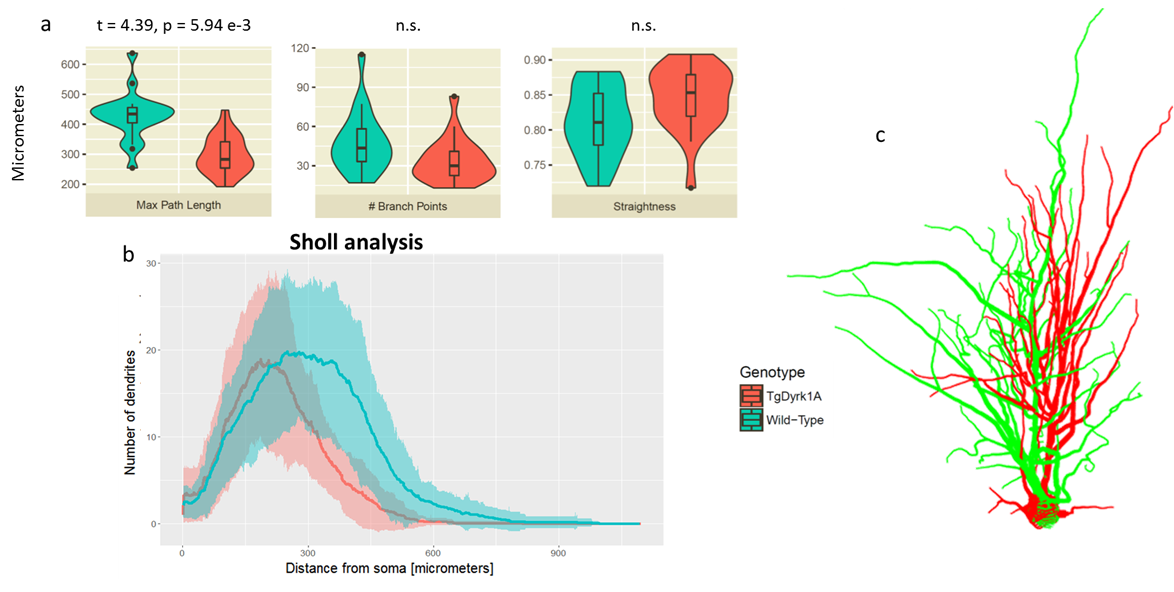 a
t = 4.39, p = 5.94 e-3
n.s.
n.s.
Micrometers
600
500
400
300
200
Max Path Length
120
90
60
30
# Branch Points
0.90
0.85
0.80
0.75
Straightness
b
Sholl analysis
Number of dendrites
30
20
10
0
0
300
600
900
Distance from soma [micrometers]
Genotype
TgDyrk1A
Wild-Type
c